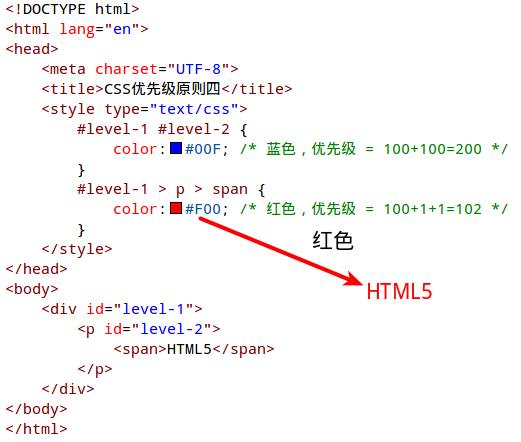 <!DOCTYPE html>
<html lang="en">
<head>
    <meta charset="UTF-8">
    <title>CSS优先级原则四</title>
    <style type="text/css">
        #level-1 #level-2 {
            color:#00F; /* 蓝色，优先级 = 100+100=200 */
        }
        #level-1 > p > span {
            color:#F00; /* 红色，优先级 = 100+1+1=102 */
        }
红色
    </style>
</head>
HTML5
<body>
    <div id="level-1">
        <p id="level-2">
            <span>HTML5</span>
        </p>
    </div>
</body>
</html>